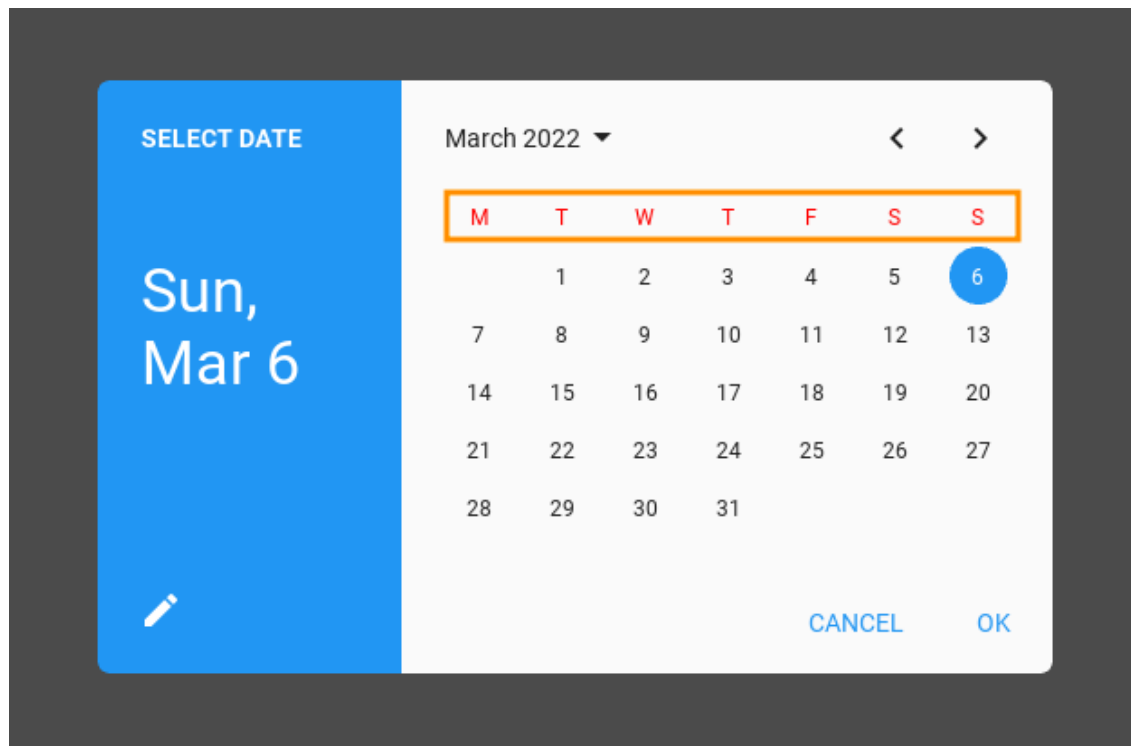 SELECT DATE
Sun,
Mar 6
March 2022
M T W T F S S
1 2 3 4 5 6
7 8 9 10 11 12 13
14 15 16 17 18 19 20
21 22 23 24 25 26 27
28 29 30 31
CANCEL OK